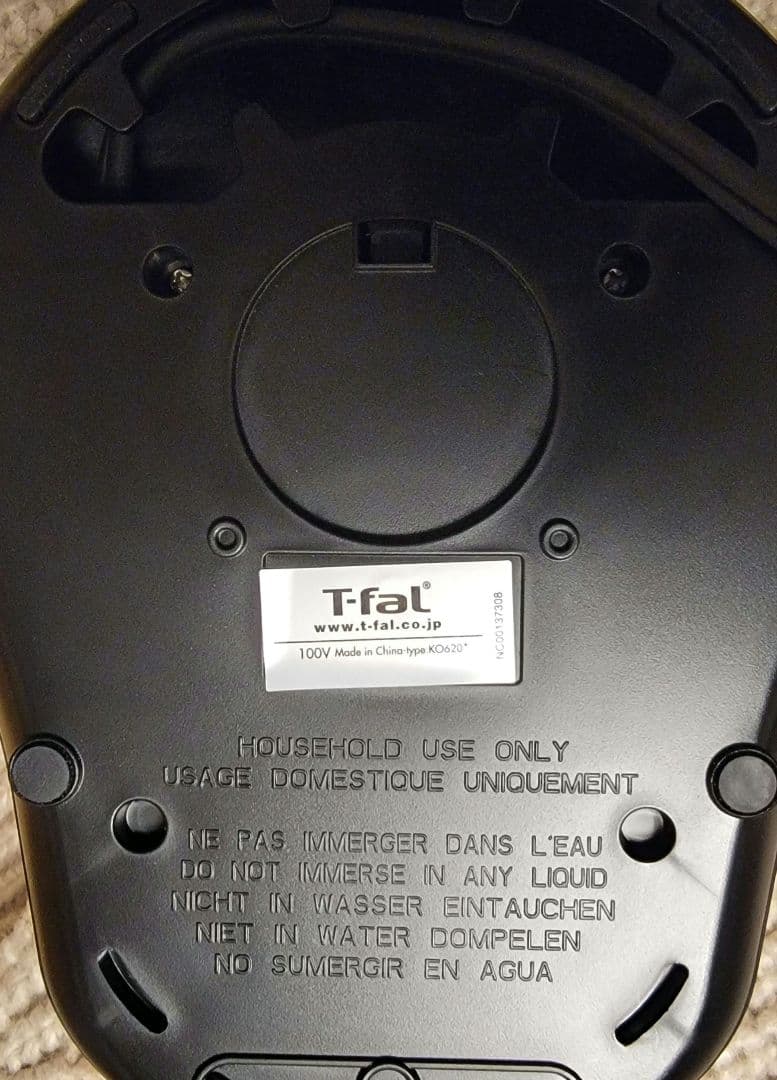 T-fal®
www.t-fal.co.jp
100V Made in China-type KO620*
NC00137308
HOUSEHOLD USE ONLY
USAGE DOMESTIQUE UNIQUEMENT
NE PAS IMMERGER DANS L'EAU
DO NOT IMMERSE IN ANY LIQUID
NICHT IN WASSER EINTAUCHEN
NIET IN WATER DOMPELEN
NO SUMERGIR EN AGUA